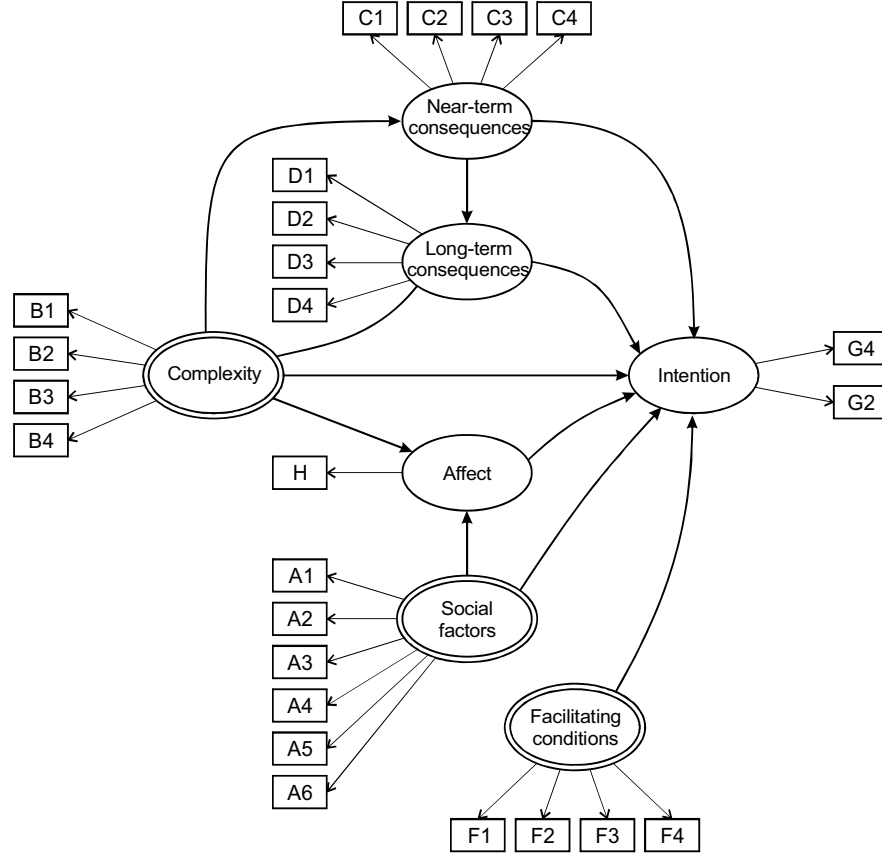 C1
C2
C3
C4
Near-term
consequences
D1
D2
D3
D4
Long-term
consequences
B1
B2
B3
B4
Complexity
Intention
G4
G2
H
Affect
A1
A2
A3
A4
A5
A6
Social
factors
Facilitating
conditions
F1
F2
F3
F4